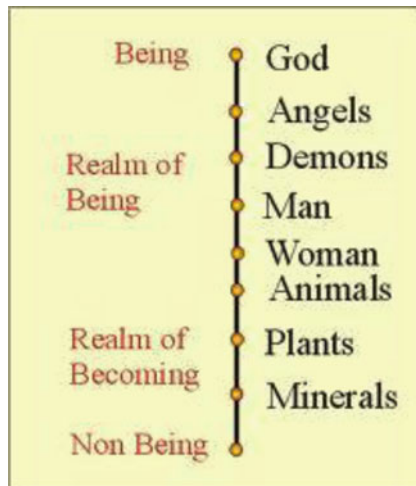 Being
God
Angels
Demons
Realm of
Being
Man
Woman
Animals
Realm of
Becoming
Plants
Minerals
Non Being